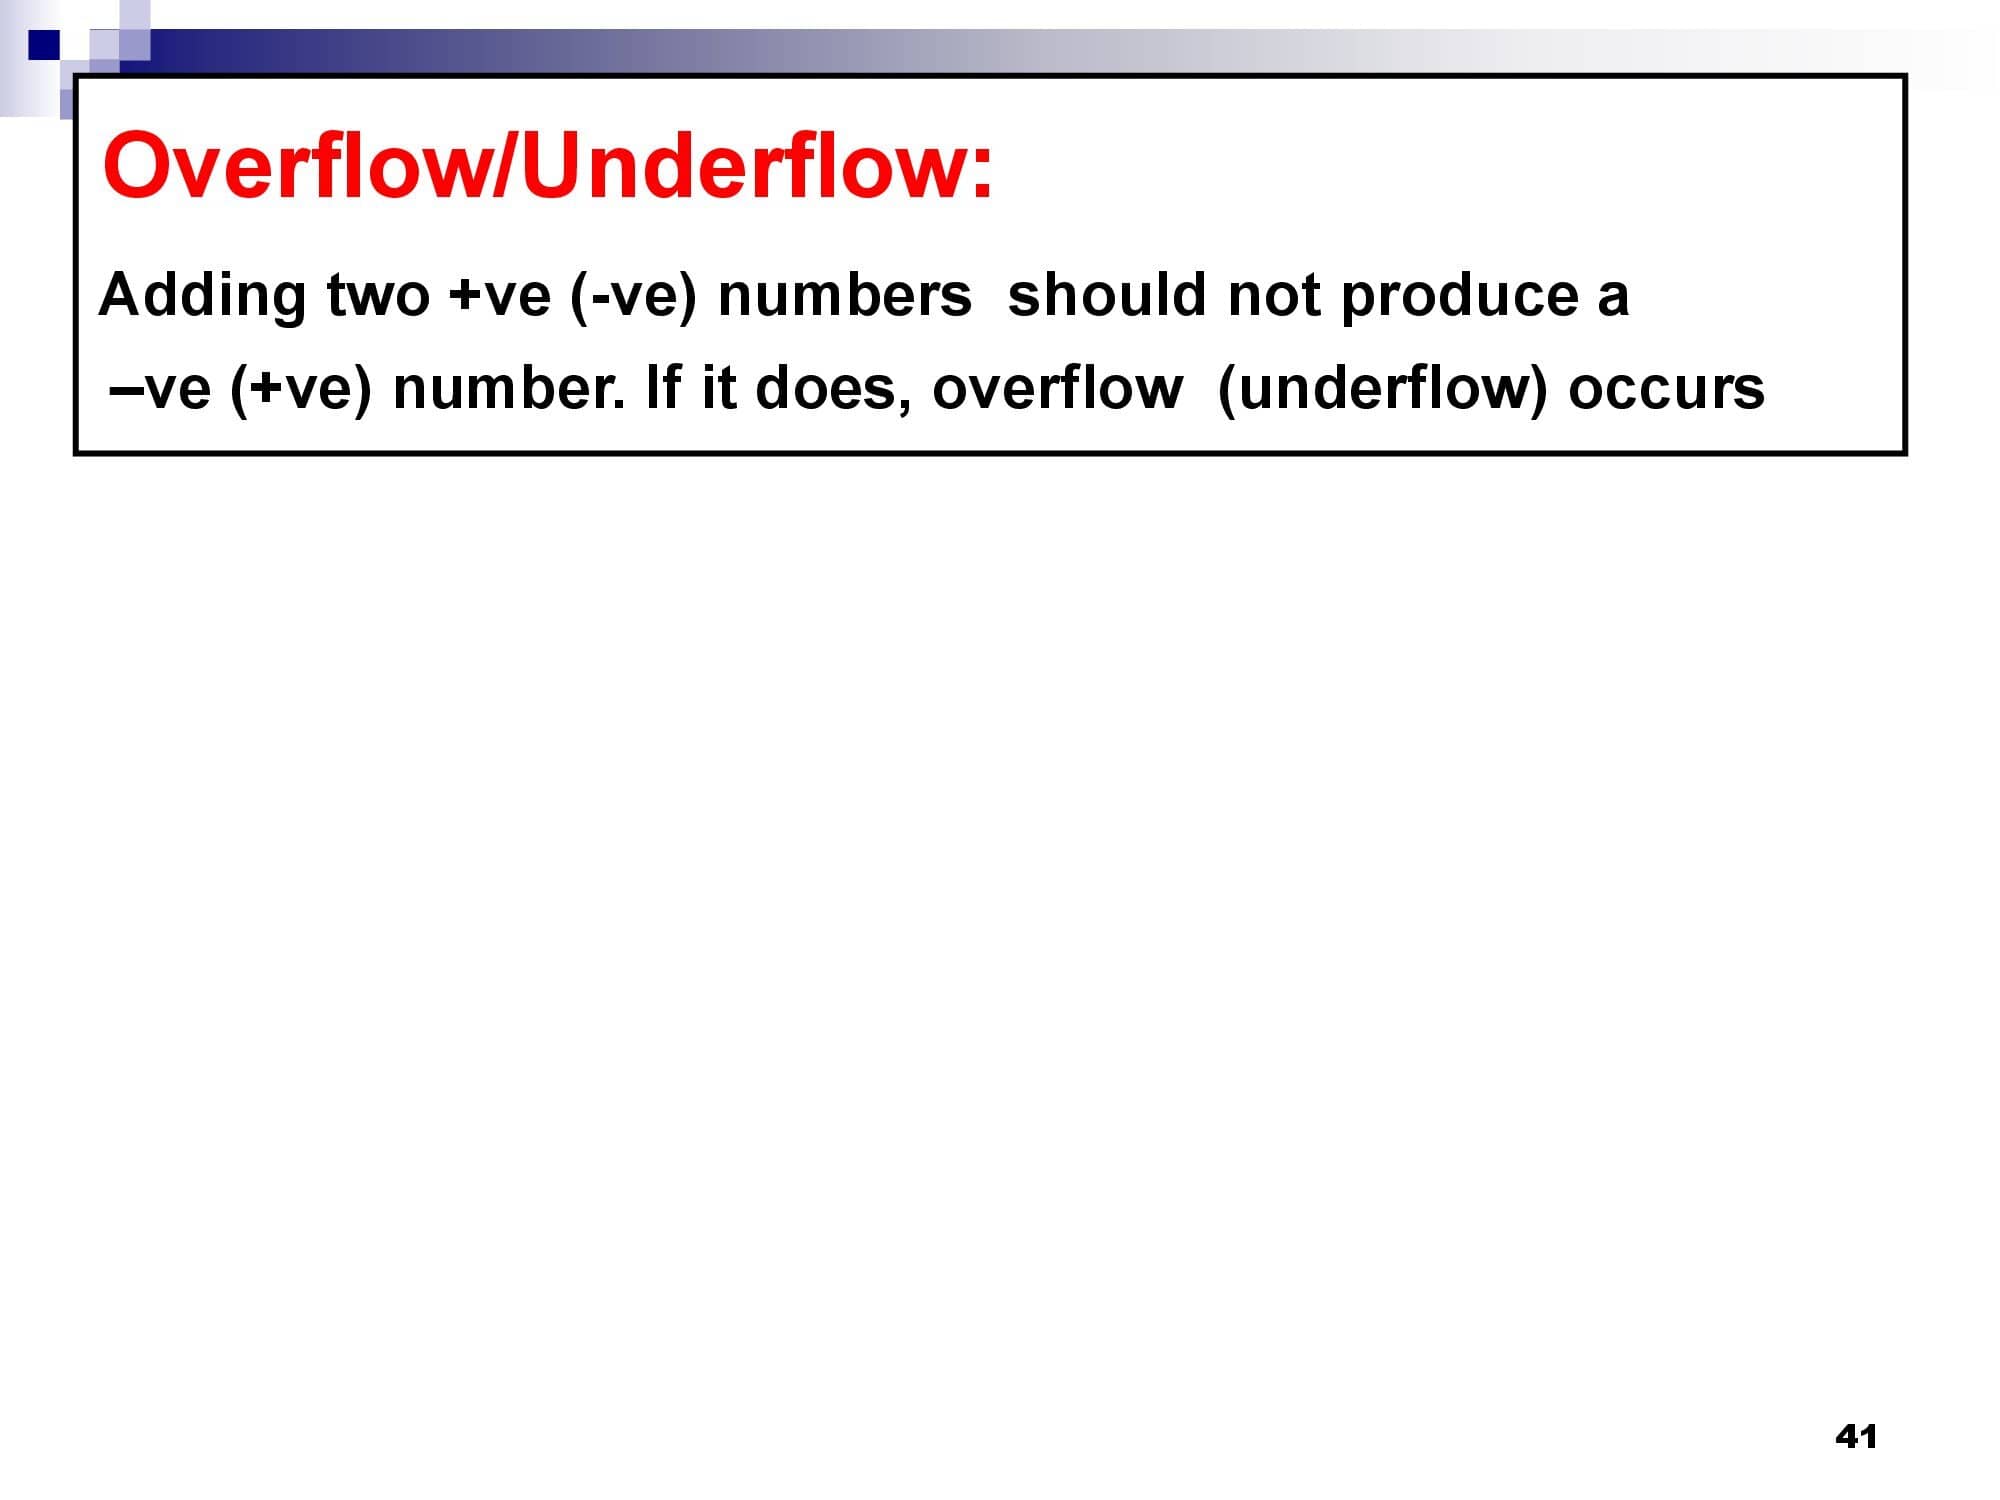 Overflow/Underflow:
Adding two +ve (-ve) numbers  should not produce a
–ve (+ve) number. If it does, overflow  (underflow) occurs
41